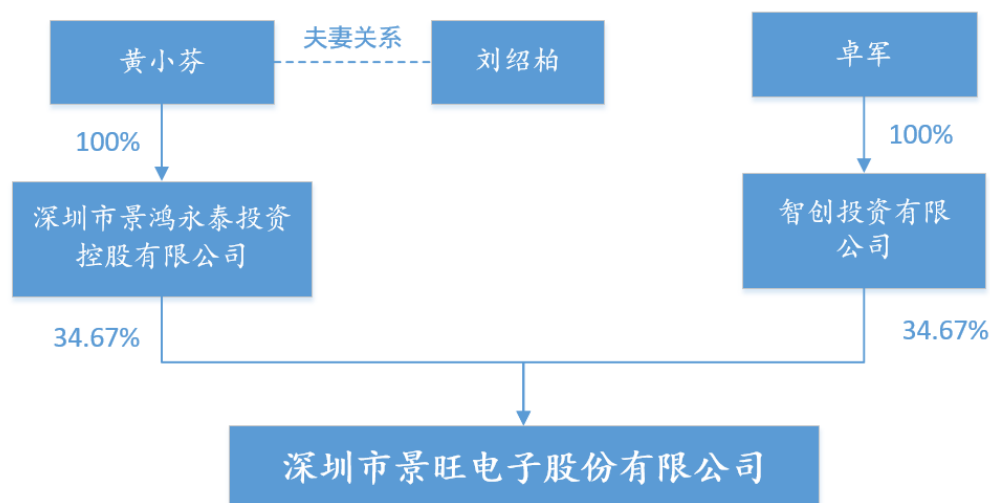 黄小芬
夫妻关系
刘绍柏
卓军
100%
100%
深圳市景鸿永泰投资
控股有限公司
智创投资有限
公司
34.67%
34.67%
深圳市景旺电子股份有限公司